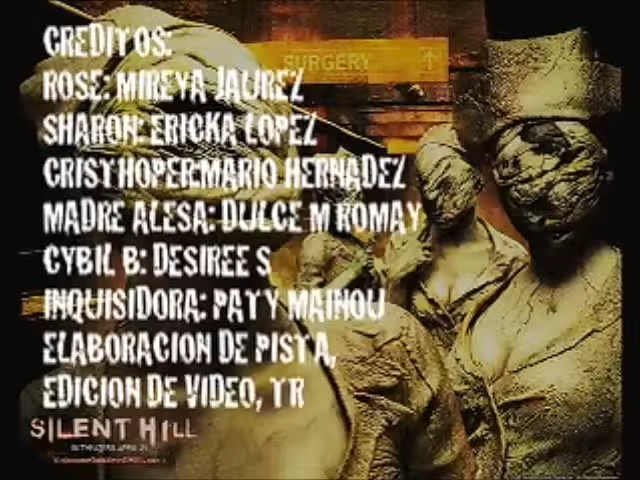 CREDITOS:
SURGERY
ROSE: MIREYA JAUREZ
SHARON: ERICKA LOPEZ
CRISTHOPER:MARIO HERNADEZ
MADRE ALESA: DULCE M ROMAY
CYBIL B: DESIREE S
INQUISIDORA: PATY MAINOU
ELABORACION DE PISTA,
EDICION DE VIDEO, TR
SILENT HILL